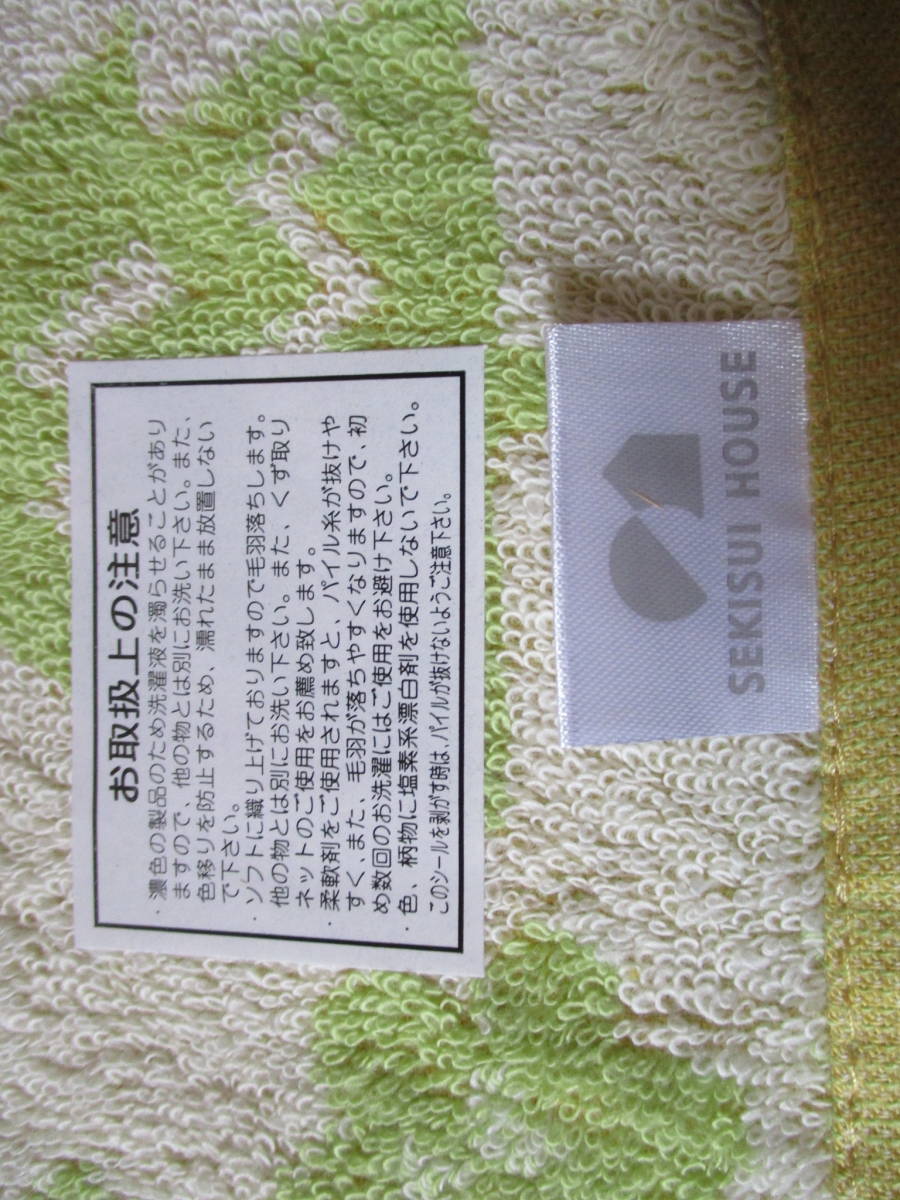 お取扱上の注意
・濃色の製品のため洗濯液を濁らせることがあり
ますので、他の物とは別にお洗い下さい。また、
色移りを防止するため、濡れたまま放置しない
で下さい。
・ソフトに織り上げておりますので毛羽落ちします。
他の物とは別にお洗い下さい。また、くず取り
ネットのご使用をお薦め致します。
・柔軟剤をご使用されますと、パイル糸が抜けや
すく、また、毛羽が落ちやすくなりますので、初
め数回のお洗濯にはご使用をお避け下さい。
・色、柄物に塩素系漂白剤を使用しないで下さい。
このシールを剥がす時は、パイルが抜けないようご注意下さい。
SEKISUI HOUSE